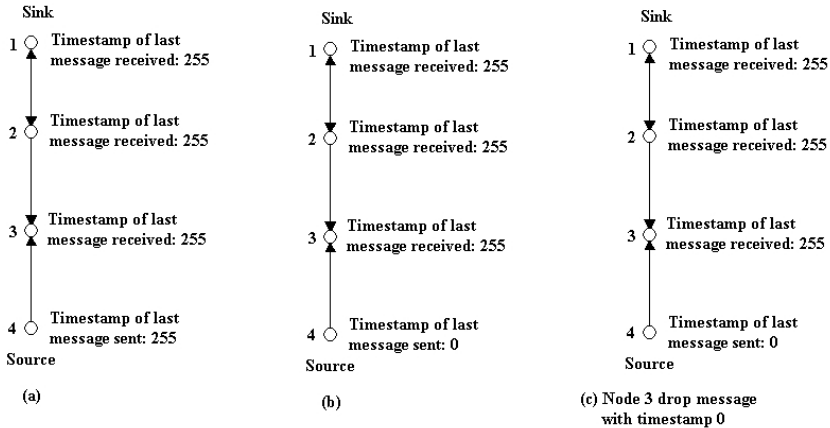 Sink
1
Timestamp of last
message received: 255
2
Timestamp of last
message received: 255
3
Timestamp of last
message received: 255
4
Timestamp of last
message sent: 255
Source
(a)
Sink
1
Timestamp of last
message received: 255
2
Timestamp of last
message received: 255
3
Timestamp of last
message received: 255
4
Timestamp of last
message sent: 0
Source
(b)
Sink
1
Timestamp of last
message received: 255
2
Timestamp of last
message received: 255
3
Timestamp of last
message received: 255
4
Timestamp of last
message sent: 0
Source
(c) Node 3 drop message
with timestamp 0